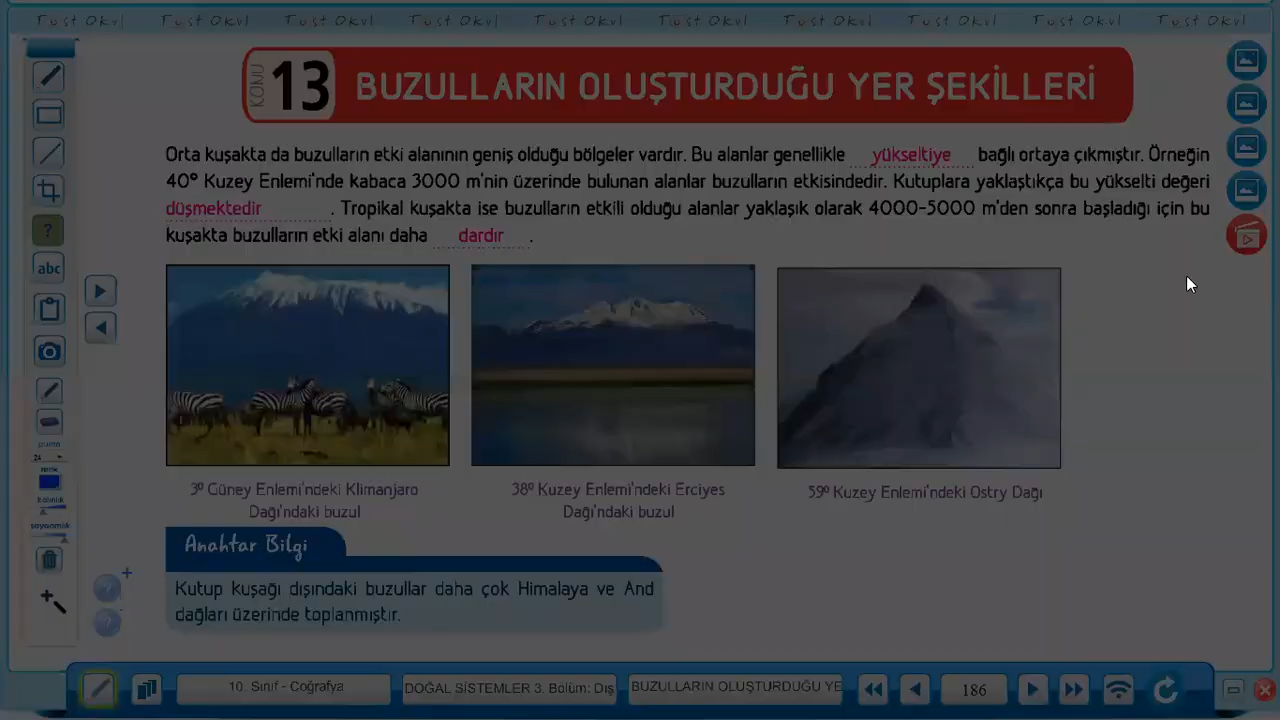 Tost Okul Tost Okul Tost Okul Tost Okul Tost Okul Tost Okul Tost Okul Tost Okul Tost Okul Tost Okul
KONU 13 BUZULLARIN OLUŞTURDUĞU YER ŞEKİLLERİ
Orta kuşakta da buzulların etki alanının geniş olduğu bölgeler vardır. Bu alanlar genellikle yükseltiye bağlı ortaya çıkmıştır. Örneğin
40º Kuzey Enlemi'nde kabaca 3000 m'nin üzerinde bulunan alanlar buzulların etkisindedir. Kutuplara yaklaştıkça bu yükselti değeri
düşmektedir . Tropikal kuşakta ise buzulların etkili olduğu alanlar yaklaşık olarak 4000-5000 m'den sonra başladığı için bu
kuşakta buzulların etki alanı daha dardır .
?
abc
24
renk
kalınlık
saydamlık
3º Güney Enlemi'ndeki Klimanjaro
Dağı'ndaki buzul
38º Kuzey Enlemi'ndeki Erciyes
Dağı'ndaki buzul
59º Kuzey Enlemi'ndeki Ostry Dağı
Anahtar Bilgi
Kutup kuşağı dışındaki buzullar daha çok Himalaya ve And
dağları üzerinde toplanmıştır.
?
?
10. Sınıf - Coğrafya
DOĞAL SİSTEMLER 3. Bölüm: Dış
BUZULLARIN OLUŞTURDUĞU YE
186